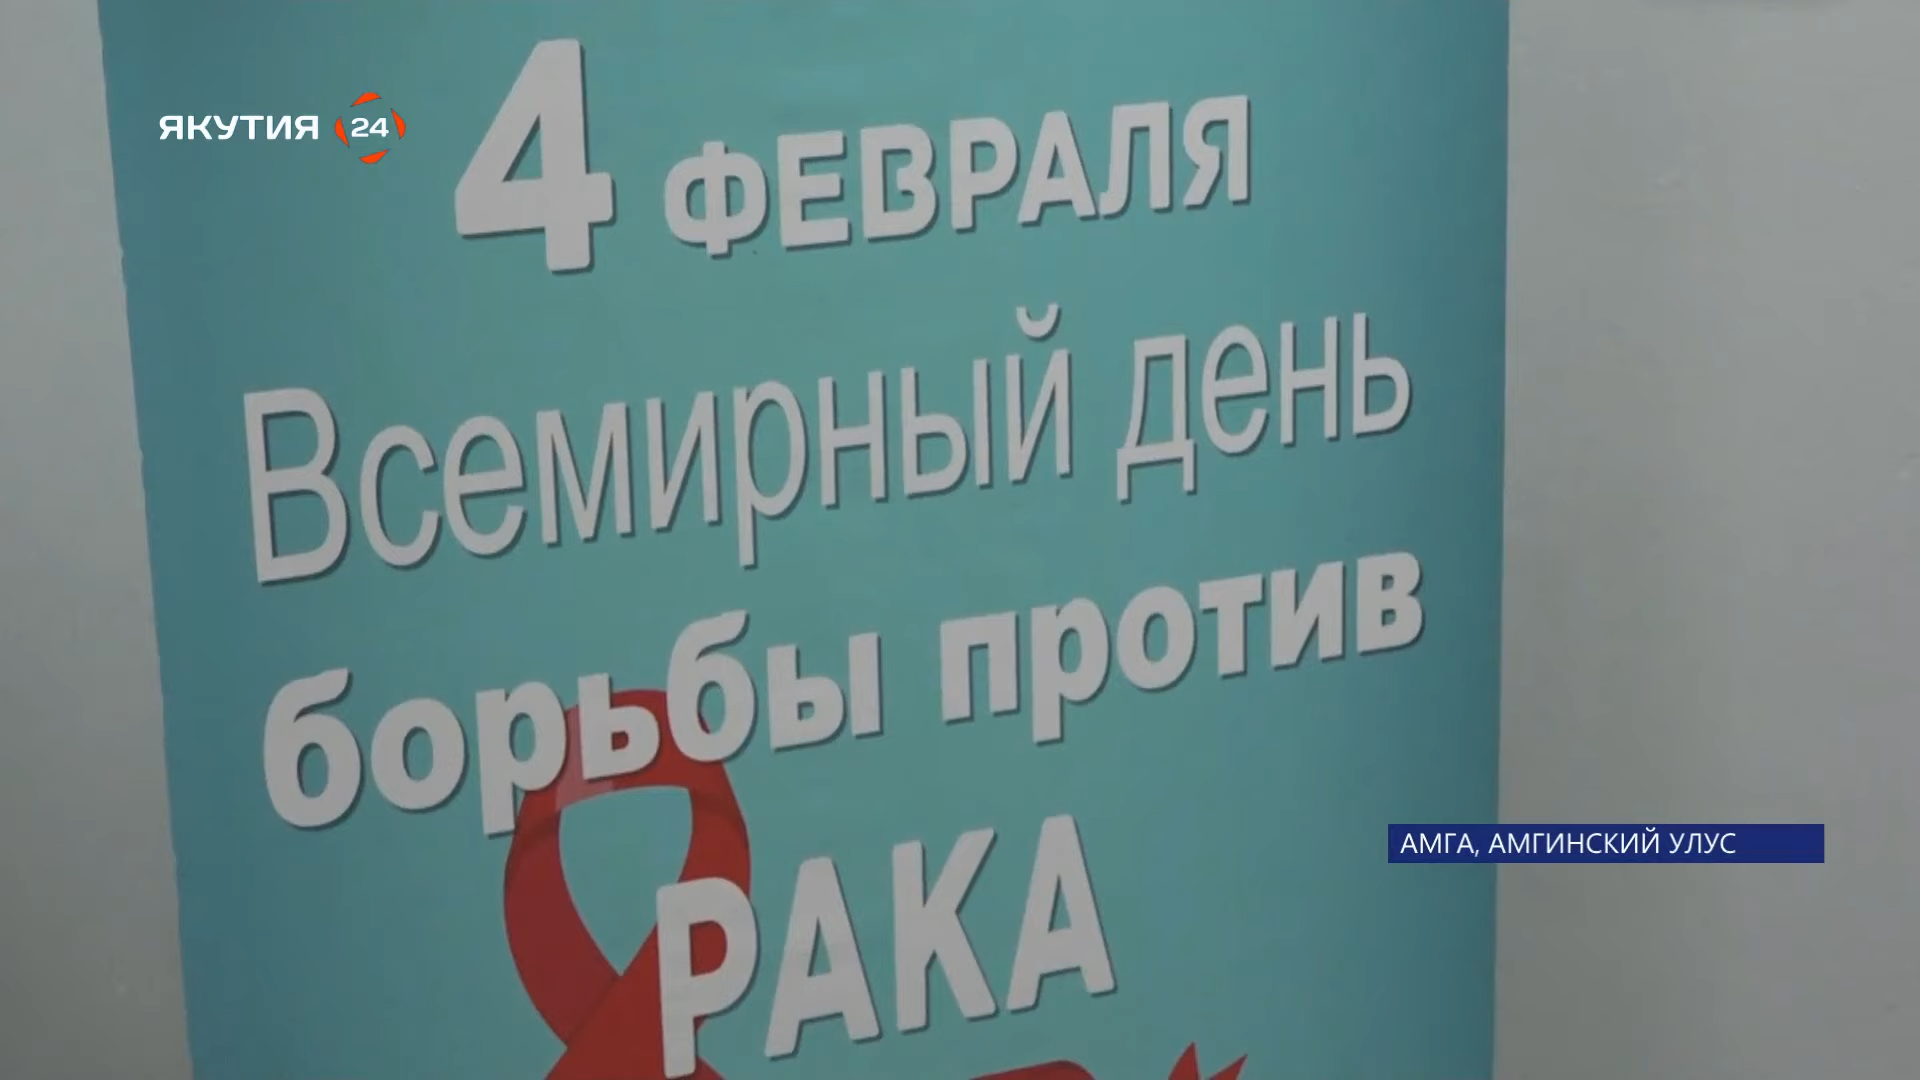 ЯКУТИЯ 24
4 ФЕВРАЛЯ
Всемирный день
борьбы против
РАКА
АМГА, АМГИНСКИЙ УЛУС